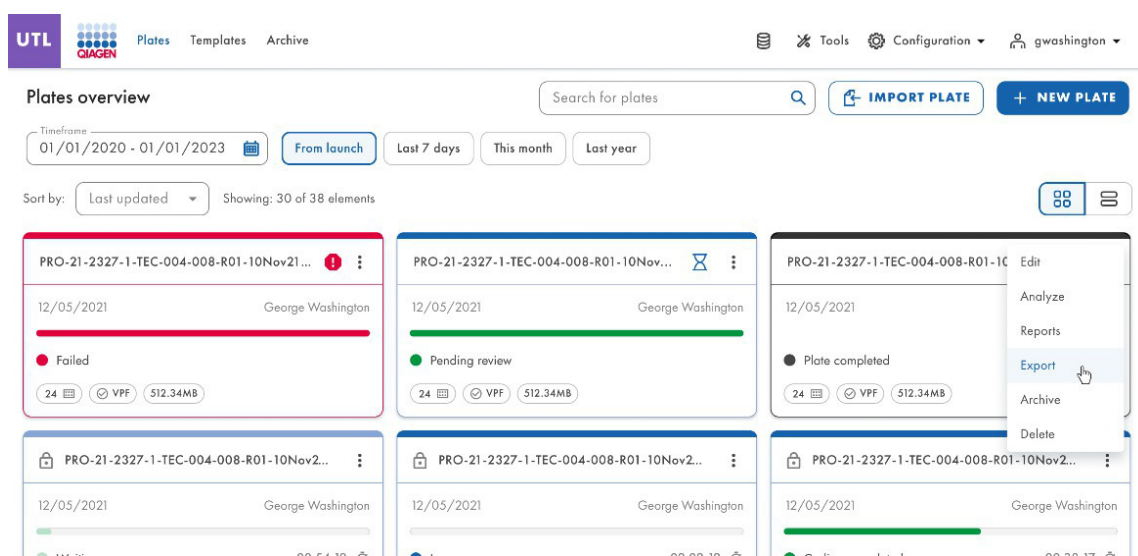 UTL QIAGEN Plates Templates Archive Tools Configuration gwashington
Plates overview Search for plates IMPORT PLATE + NEW PLATE
Timeframe
01/01/2020 - 01/01/2023 From launch Last 7 days This month Last year
Sort by: Last updated Showing: 30 of 38 elements
PRO-21-2327-1-TEC-004-008-R01-10Nov21...
12/05/2021 George Washington
Failed
24 VPF 512.34MB
PRO-21-2327-1-TEC-004-008-R01-10Nov...
12/05/2021 George Washington
Pending review
24 VPF 512.34MB
PRO-21-2327-1-TEC-004-008-R01-10
12/05/2021
Plate completed
24 VPF 512.34MB
Edit
Analyze
Reports
Export
Archive
Delete
PRO-21-2327-1-TEC-004-008-R01-10Nov2...
12/05/2021 George Washington
PRO-21-2327-1-TEC-004-008-R01-10Nov2...
12/05/2021 George Washington
PRO-21-2327-1-TEC-004-008-R01-10Nov2...
12/05/2021 George Washington